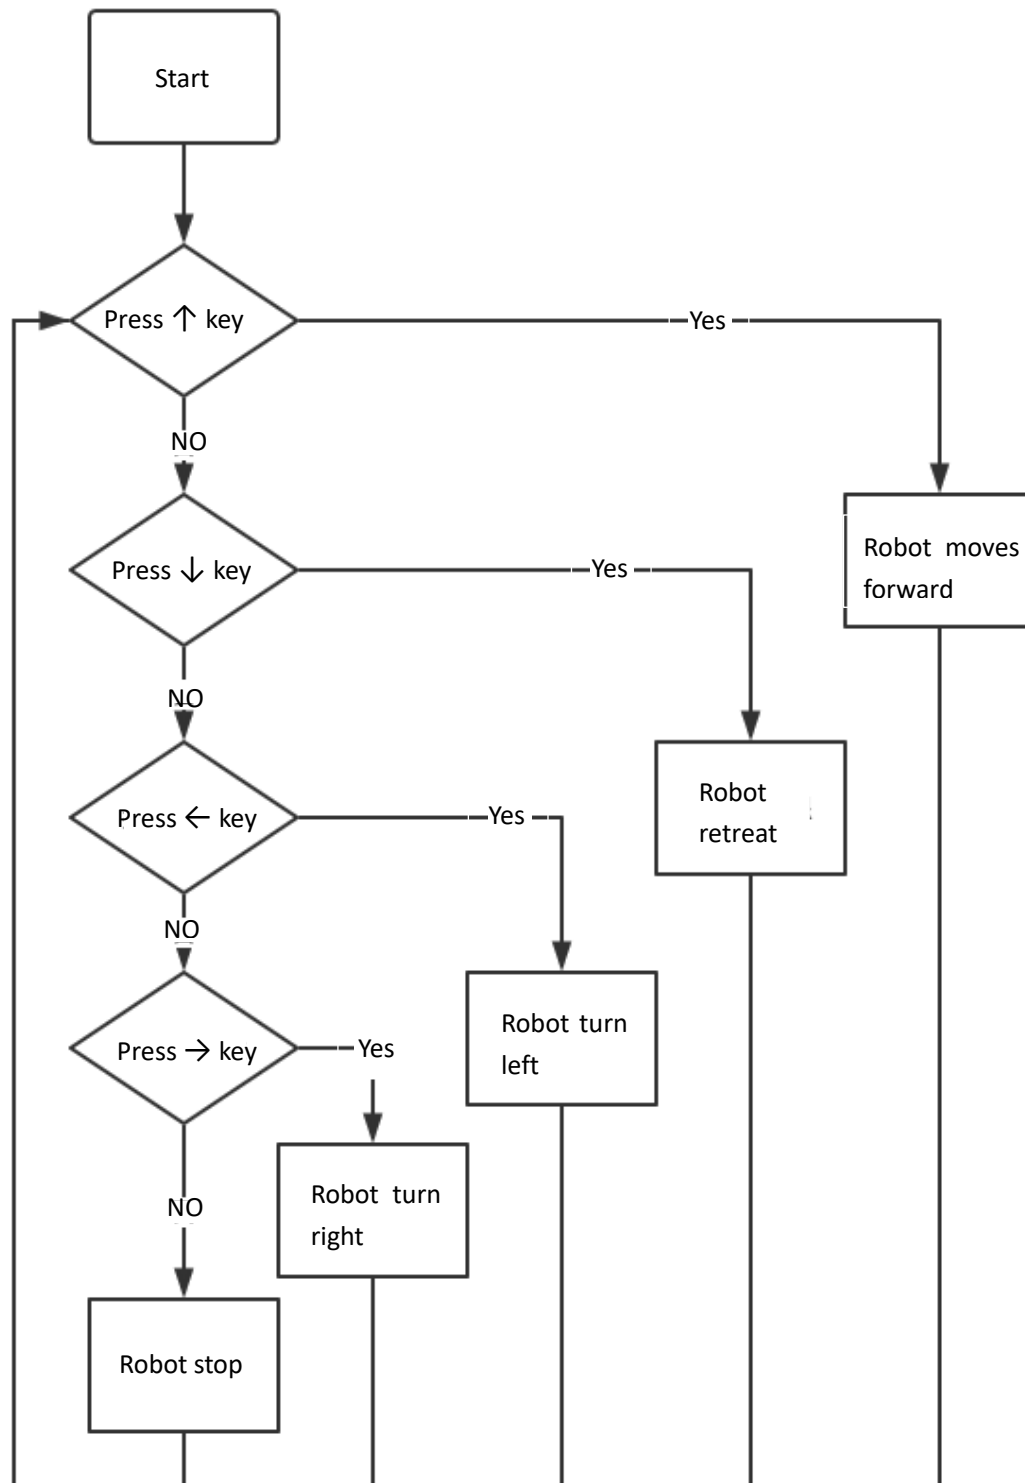 Start
Press ↑ key
Yes
NO
Robot moves
forward
Press ↓ key
Yes
NO
Robot
retreat
Press ← key
Yes
NO
Robot turn
left
Press → key
Yes
Robot turn
right
NO
Robot stop